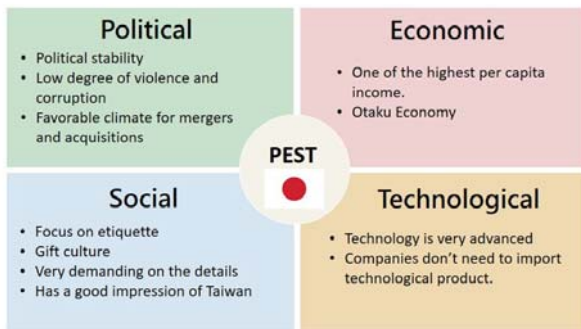 Political
• Political stability
• Low degree of violence and
corruption
• Favorable climate for mergers
and acquisitions
Economic
• One of the highest per capita
income.
• Otaku Economy
PEST
Social
• Focus on etiquette
• Gift culture
• Very demanding on the details
• Has a good impression of Taiwan
Technological
• Technology is very advanced
• Companies don't need to import
technological product.